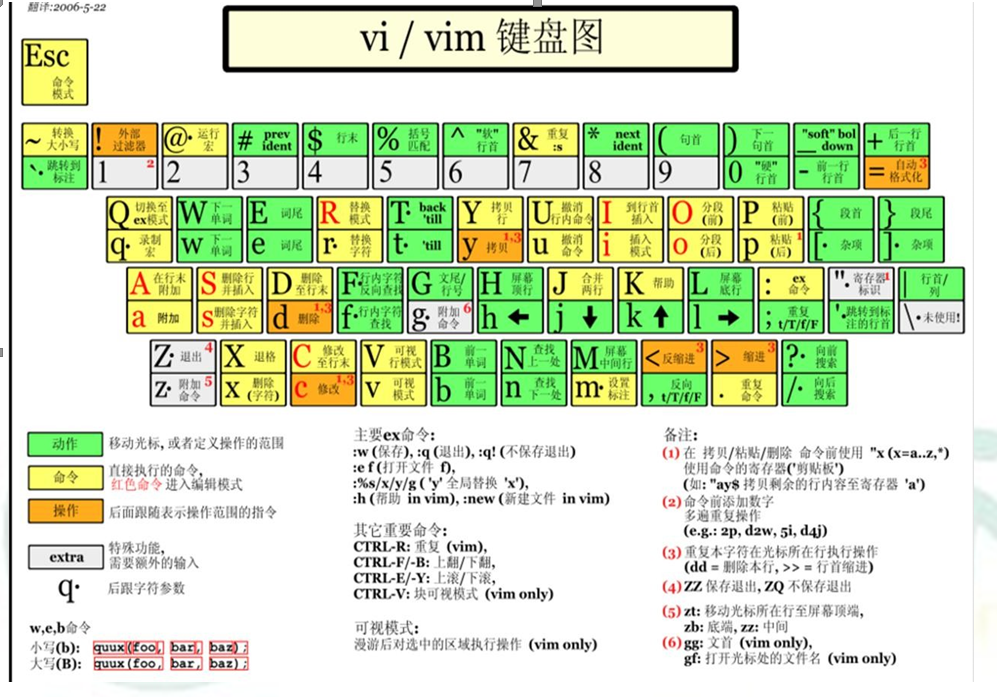 翻译:2006-5-22
vi / vim 键盘图
Esc
命令
模式
~ 转换大小写 ! 外部过滤器 @· 运行宏 # prev ident $ 行末 % 括号匹配 ^ "软"行首 & 重复 :s * next ident ( 句首 ) 下一句首 "soft" bol _ down + 后一行行首
`· 跳转到标注 1 2 2 3 4 5 6 7 8 9 0 "硬"行首 - 前一行行首 = 自动格式化 3
Q 切换至ex模式 W 下一单词 E 词尾 R 替换模式 T· back 'till Y 拷贝行 U 撤消行内命令 I 到行首插入 O 分段(前) P 粘贴(前) { 段首 } 段尾
q· 录制宏 w 下一单词 e 词尾 r· 替换字符 t· 'till y 拷贝 1,3 u 撤消命令 i 插入模式 o 分段(后) p 粘贴(后) 1 [· 杂项 ]· 杂项
A 在行末附加 S 删除行并插入 D 删除至行末 F· 行内字符反向查找 G 文尾/行号 H 屏幕顶行 J 合并两行 K 帮助 L 屏幕底行 : ex命令 "· 寄存器标识 1 | 行首/列
a 附加 s 删除字符并插入 d 删除 1,3 f· 行内字符查找 g· 附加命令 6 h ← j ↓ k ↑ l → ; 重复 t/T/f/F '· 跳转到标注的行首 \· 未使用!
Z· 退出 4 X 退格 C 修改至行末 V 可视行模式 B 前一单词 N 查找上一处 M 屏幕中间行 < 反缩进 3 > 缩进 3 ?· 向前搜索
z· 附加命令 5 x 删除(字符) c 修改 1,3 v 可视模式 b 前一单词 n 查找下一处 m· 设置标注 , 反向 t/T/f/F . 重复命令 /· 向后搜索
动作 移动光标, 或者定义操作的范围
命令 直接执行的命令,
红色命令 进入编辑模式
操作 后面跟随表示操作范围的指令
extra 特殊功能,
需要额外的输入
q· 后跟字符参数
w,e,b命令
小写(b): quux(foo, bar, baz);
大写(B): quux(foo, bar, baz);
主要ex命令:
:w (保存), :q (退出), :q! (不保存退出)
:e f (打开文件 f),
:%s/x/y/g ( 'y' 全局替换 'x'),
:h (帮助 in vim), :new (新建文件 in vim)
其它重要命令:
CTRL-R: 重复 (vim),
CTRL-F/-B: 上翻/下翻,
CTRL-E/-Y: 上滚/下滚,
CTRL-V: 块可视模式 (vim only)
可视模式:
漫游后对选中的区域执行操作 (vim only)
备注:
(1) 在 拷贝/粘贴/删除 命令前使用 "x (x=a..z,*)
使用命令的寄存器('剪贴板')
(如: "ay$ 拷贝剩余的行内容至寄存器 'a')
(2) 命令前添加数字
多遍重复操作
(e.g.: 2p, d2w, 5i, d4j)
(3) 重复本字符在光标所在行执行操作
(dd = 删除本行, >> = 行首缩进)
(4) ZZ 保存退出, ZQ 不保存退出
(5) zt: 移动光标所在行至屏幕顶端,
zb: 底端, zz: 中间
(6) gg: 文首 (vim only),
gf: 打开光标处的文件名 (vim only)